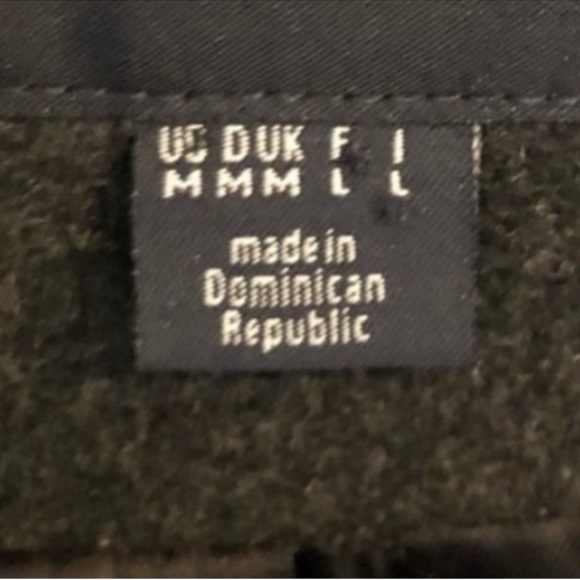 US D UK F I
M M M L L
made in
Dominican
Republic